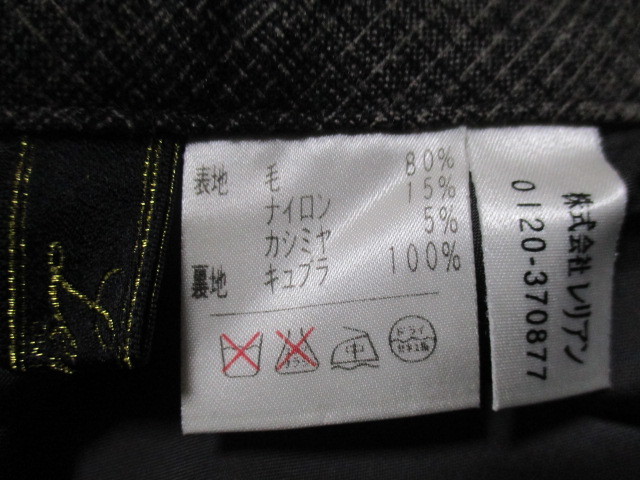 表地 毛 80%
ナイロン 15%
カシミヤ 5%
裏地 キュプラ 100%
ドライ
株式会社 レリアン
0120-370877